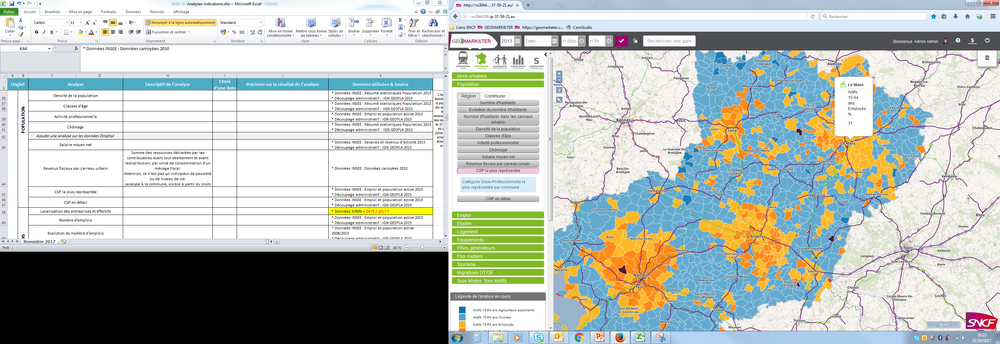 Analyses-indications.xlsx - Microsoft Excel
Fichier
Accueil
Insertion
Mise en page
Formules
Données
Révision
Affichage
Coller
Calibri
11
G I S
Renvoyer à la ligne automatiquement
Fusionner et centrer
Standard
% 000
Mise en forme
conditionnelle
Mettre sous forme
de tableau
Styles de
cellules
Insérer
Supprimer
Format
Trier et
filtrer
Rechercher et
sélectionner
Presse-papi...
Police
Alignement
Nombre
Style
Cellules
Édition
K44
fx
* Données INSEE : Données carroyées 2010
A
B
C
D
H
I
J
K
1
Onglet
Analyse
Descriptif de l'analyse
Choix
d'une date
Précision sur le résultat de l'analyse
Données utilisées & Source
POPULATION
36
Densité de la population
* Données INSEE : Résumé statistiques Population 2013
* Découpage administratif : IGN GEOFLA 2015
37
38
Classes d'âge
* Données INSEE : Résumé statistiques Population 2013
* Découpage administratif : IGN GEOFLA 2015
39
Activité professionnelle
* Données INSEE : Emploi et population active 2013
* Découpage administratif : IGN GEOFLA 2015
40
41
Chômage
* Données INSEE : Résumé statistiques Population 2013
* Découpage administratif : IGN GEOFLA 2015
42
Ajouter une analyse sur les données Omphal
43
Salaire moyen net
* Données INSEE : Salaires et revenus d'activité 2013
* Découpage administratif : IGN GEOFLA 2015
44
Revenus fiscaux par carreau urbain
Somme des ressources déclarées par les
contribuables avant tout abattement et avant
redistribution, par unité de consommation d'un
ménage fiscal.
Attention, ce n'est pas un indicateur de pauvreté
ou de niveau de vie.
(analyse à la commune, visible à partir du zoom
* Données INSEE : Données carroyées 2010
45
CSP la plus représentée
* Données INSEE : Emploi et population active 2013
* Découpage administratif : IGN GEOFLA 2015
46
47
CSP en détail
* Données INSEE : Emploi et population active 2013
* Découpage administratif : IGN GEOFLA 2015
48
Localisation des entreprises et effectifs
* Données SIREN + DATE / 2017 ?
49
Nombre d'emplois
* Données INSEE : Emploi et population active 2013
* Découpage administratif : IGN GEOFLA 2015
50
Evolution du nombre d'emplois
* Données INSEE : Emploi et population active
2008/2013
* Découpage administratif : IGN GEOFLA 2015
Novembre 2017
Prêt
80 %
http://ns3044...-37-59-21.eu/
ns3044290.ip-37-59-21.eu
Rechercher
Liens SNCF
GEOMARK&TER
https://geomarketer.v...
CamStudio
GÉOMARK&TER
2013
Date
H débu
H fin
Rechercher une gare
Bienvenue Admin Admin
S
OFFRE
TERRITOIRE
FREQUENTATION
SIMULATIONS
Aires urbaines
Population
Région
Commune
Nombre d'habitants
Evolution du nombre d'habitants
Nombre d'habitants dans les carreaux
urbains
Densité de la population
Classes d'âge
Activité professionnelle
Chômage
Salaire moyen net
Revenus fiscaux par carreau urbain
CSP la plus représentée
Catégorie Socio-Professionnelle la
plus représentée par commune
CSP en détail
Emploi
Etudes
Logement
Equipements
Pôles générateurs
Flux routiers
Tourisme
Migrations DT/DE
Tous Modes Tous Motifs
Légende de l'analyse en cours
Actifs 15-64 ans Agriculteurs exploitants
Actifs 15-64 ans Ouvriers
Actifs 15-64 ans Employés
+
−
9
Le Mans
Actifs
15-64
ans
Employés
%
31
Dinan
Antrain
Combourg
Fougeres
Gorron
Lassay-Les-
Chateaux
Alençon
Bretoncelles
Nogent-Le-
Rotrou
Illiers-Combray
Ernee
Mayenne
Villaines-La-Juhel
Montauban-De-
Bretagne
Betton
Montfort-Sur-
Meu
Rennes
Vitre
Bruz
Chateaugiron
Guichen
Janze
La Guerche-De-
Bretagne
Guer
Bain-De-
Bretagne
Loiron
Laval
Evron
Sille-Le-
Guillaume
La Ferte-Bernard
Brou
Chateaudun
Cosse-Le-Vivien
Meslay-Du-Maine
Loue
Le Mans
Saint-Calais
La Suze-Sur-
Sarthe
Ecommoy
Sable-Sur-Sarthe
Chateau-
Gontier
Vendome
Chateaubriant
Segre
La Fleche
Le Lude
Chateau-Du-Loir
Redon
Guemene-Penfao
Tierce
Chateau-Renault
Blois
Onzain
Blain
Nort-Sur-Erdre
Angers
Pontchateau
Ancenis
Chalonnes-Sur-
Loire
Longue-Jumelles
Langeais
Tours
Amboise
Joue-Les-Tours
Blere
-Nazaire
Nantes
Reze
Beaupreau
Chemille-Melay
Saumur
Doue-La-
Fontaine
Chinon
Vallet
Saint-Macaire-
En-Mauges
Pornic
Clisson
Cholet
Saint-Philbert-
De-Grand-Lieu
Montaigu
Mauleon
Thouars
Loudun
Sainte-Maure-De-
Touraine
Loches
Descartes
20 km
SNCF
16:23
31/10/2017